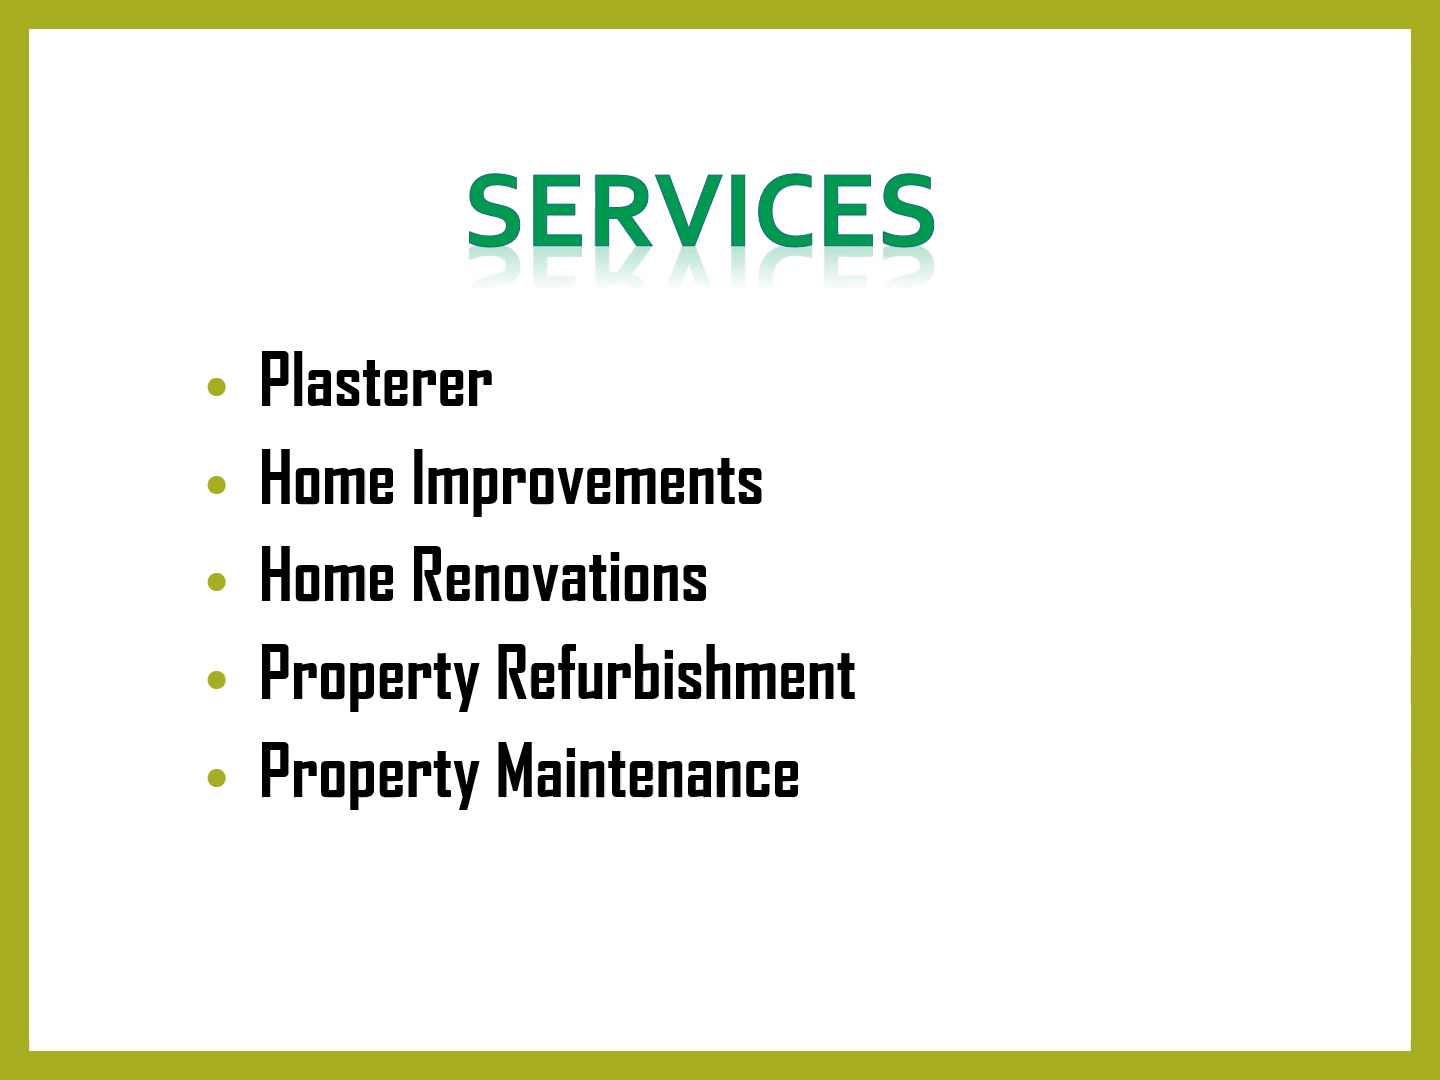 SERVICES
• Plasterer
• Home Improvements
• Home Renovations
• Property Refurbishment
• Property Maintenance